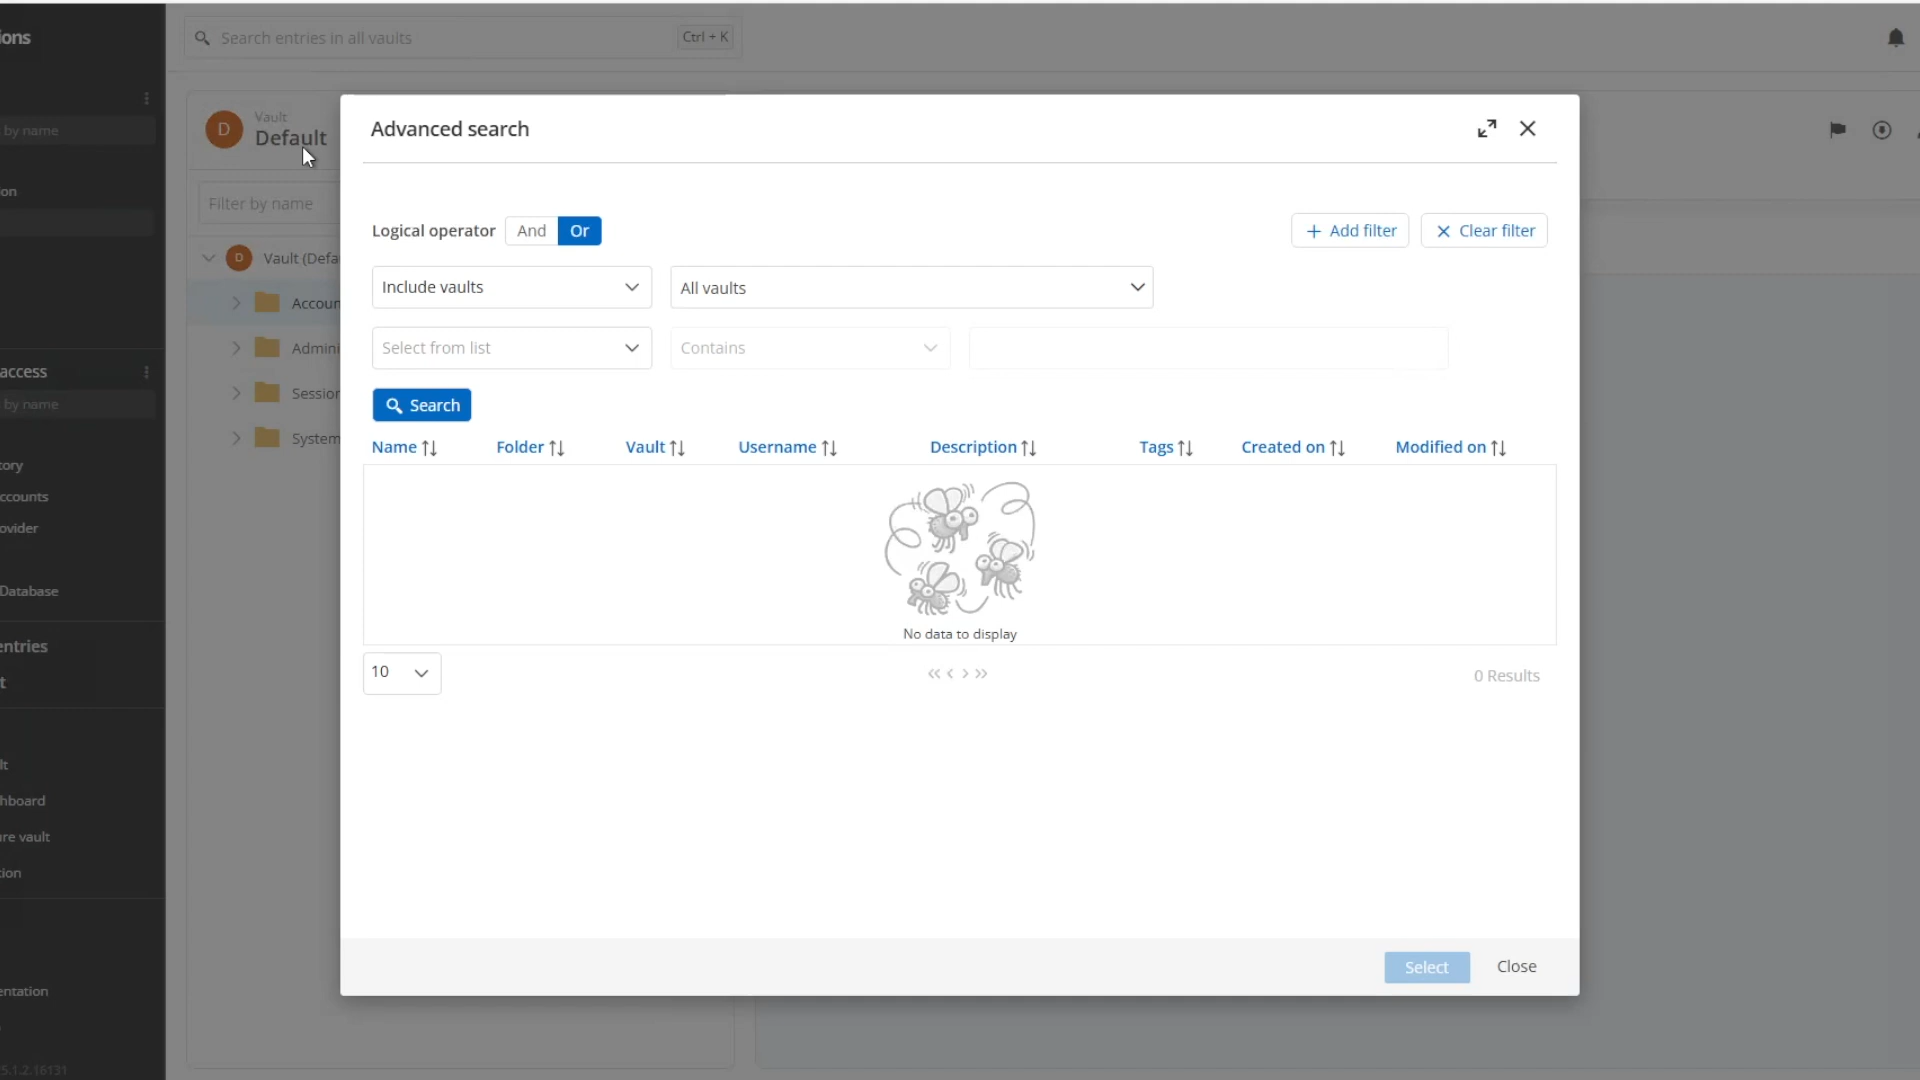 ions
Search entries in all vaults
Ctrl + K
by name
on
access
by name
tory
ccounts
ovider
Database
entries
t
lt
hboard
re vault
ion
entation
5.1.2.16131
D
Vault
Default
Filter by name
D Vault (Defa
Accoun
Admini
Session
System
Advanced search
Logical operator And Or
+ Add filter
Clear filter
Include vaults
All vaults
Select from list
Contains
Search
Name Folder Vault Username Description Tags Created on Modified on
No data to display
10
« < > »
0 Results
Select
Close